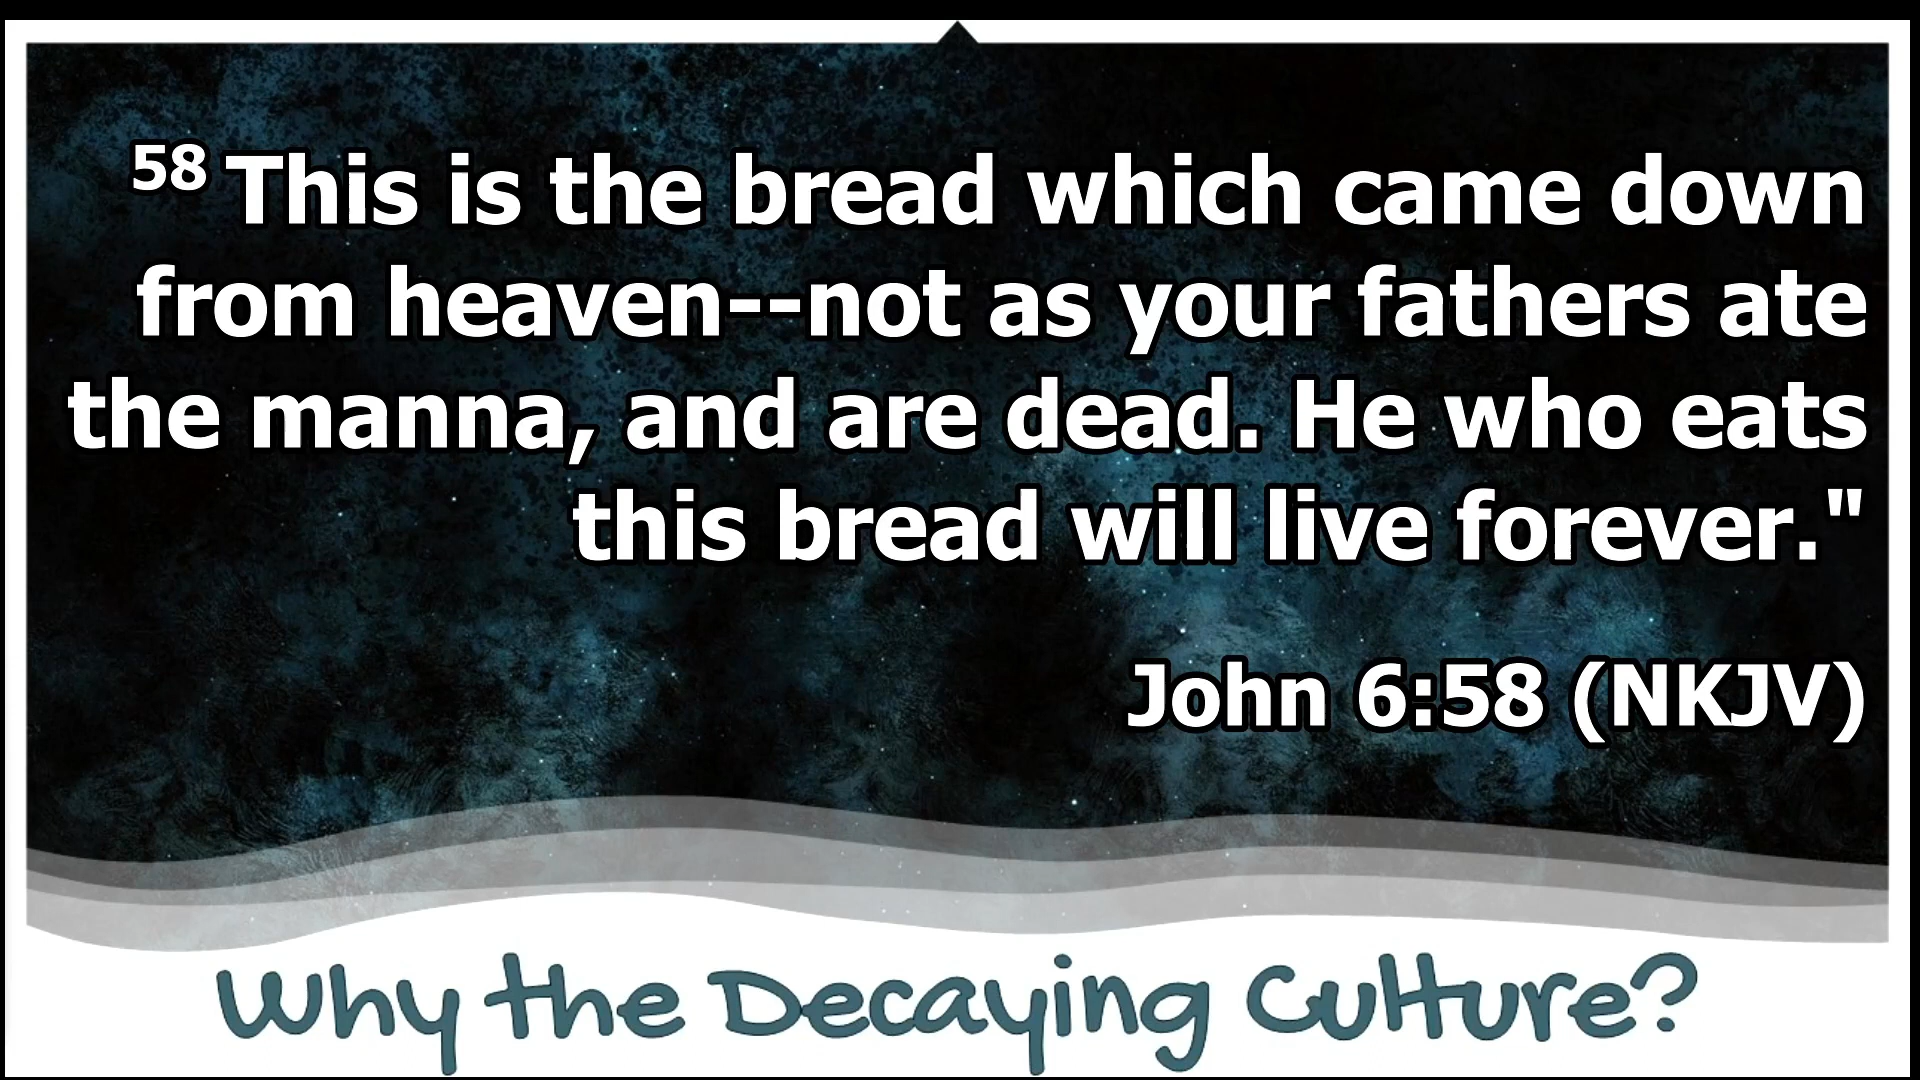 58 This is the bread which came down
from heaven--not as your fathers ate
the manna, and are dead. He who eats
this bread will live forever."
John 6:58 (NKJV)
Why the Decaying Culture?